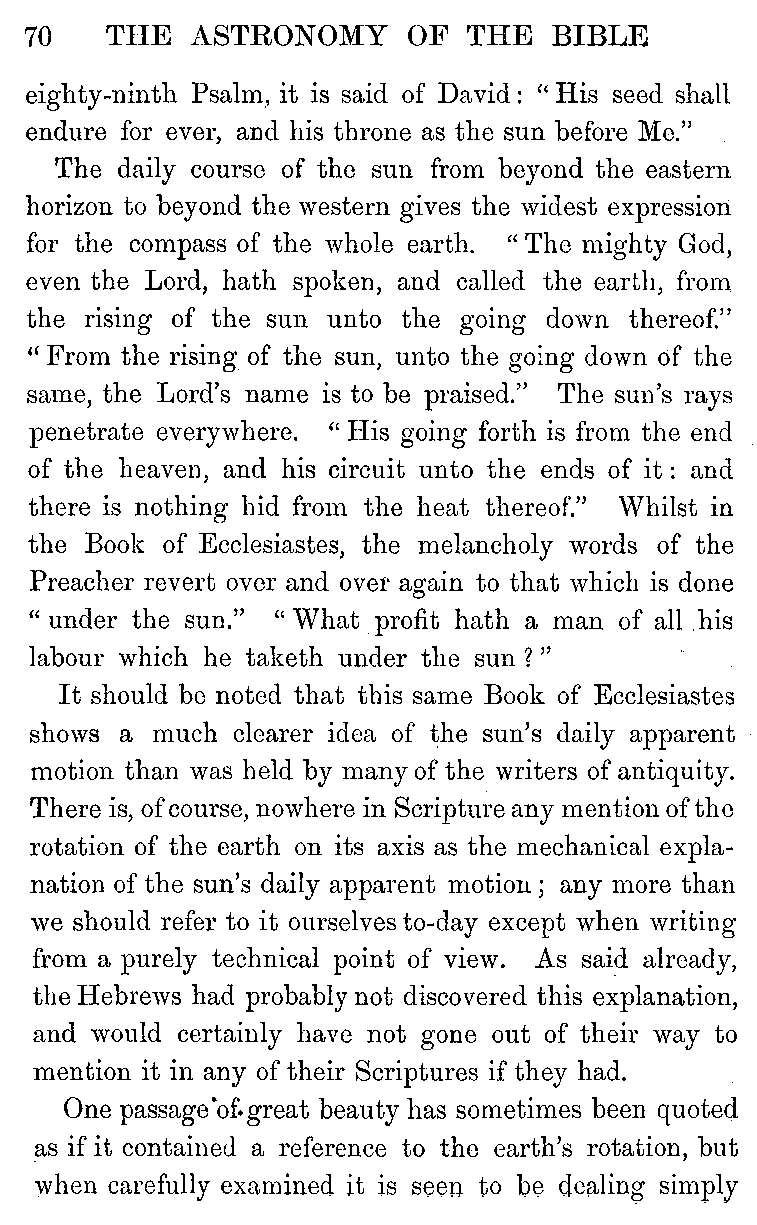 70 THE ASTRONOMY OF THE BIBLE
eighty-ninth Psalm, it is said of David: “His seed shall
endure for ever, and his throne as the sun before Me.”
The daily course of the sun from beyond the eastern
horizon to beyond the western gives the widest expression
for the compass of the whole earth. “The mighty God,
even the Lord, hath spoken, and called the earth, from
the rising of the sun unto the going down thereof.”
“From the rising of the sun, unto the going down of the
same, the Lord’s name is to be praised.” The sun’s rays
penetrate everywhere. “His going forth is from the end
of the heaven, and his circuit unto the ends of it: and
there is nothing hid from the heat thereof.” Whilst in
the Book of Ecclesiastes, the melancholy words of the
Preacher revert over and over again to that which is done
“under the sun.” “What profit hath a man of all his
labour which he taketh under the sun?”
It should be noted that this same Book of Ecclesiastes
shows a much clearer idea of the sun’s daily apparent
motion than was held by many of the writers of antiquity.
There is, of course, nowhere in Scripture any mention of the
rotation of the earth on its axis as the mechanical expla-
nation of the sun’s daily apparent motion; any more than
we should refer to it ourselves to-day except when writing
from a purely technical point of view. As said already,
the Hebrews had probably not discovered this explanation,
and would certainly have not gone out of their way to
mention it in any of their Scriptures if they had.
One passage of great beauty has sometimes been quoted
as if it contained a reference to the earth’s rotation, but
when carefully examined it is seen to be dealing simply